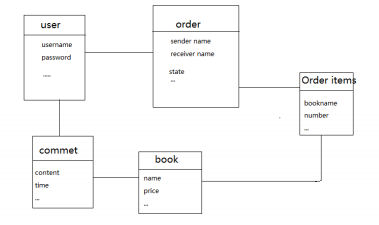 user
username
password
......
order
sender name
receiver name
state
...
Order items
bookname
number
...
commet
content
time
...
book
name
price
...